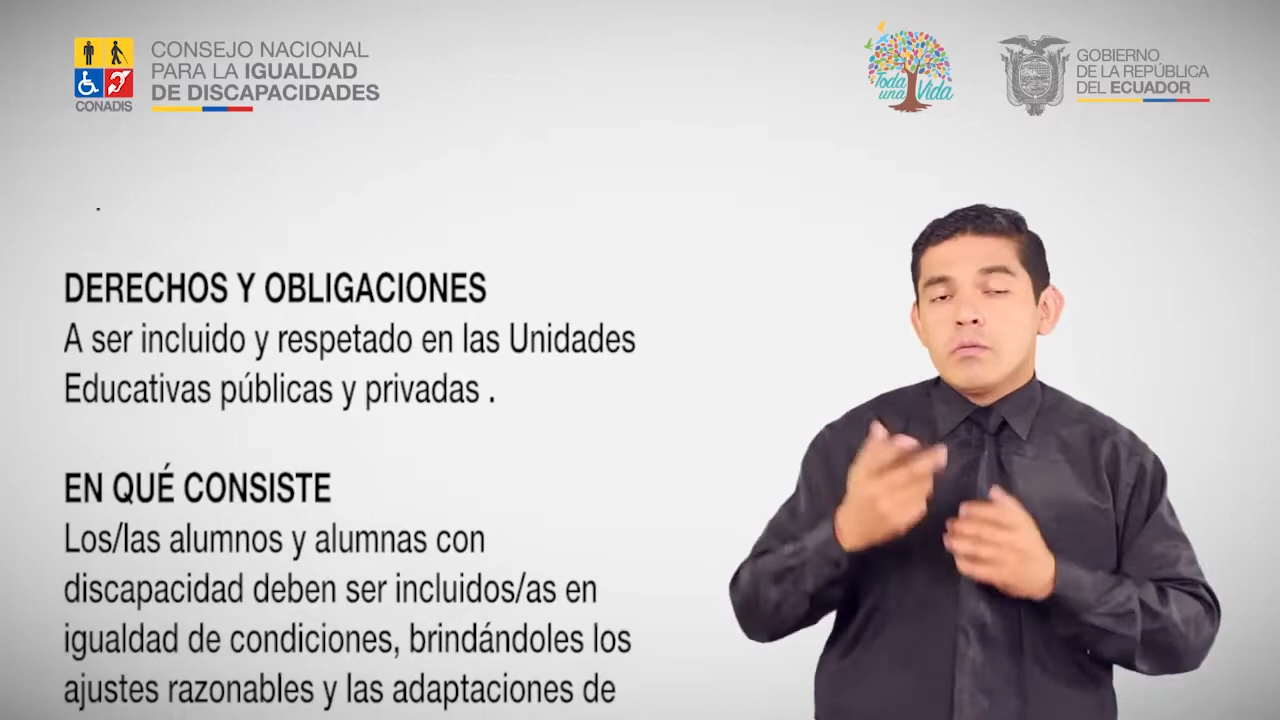 CONSEJO NACIONAL
PARA LA IGUALDAD
DE DISCAPACIDADES
CONADIS
Toda
una Vida
GOBIERNO
DE LA REPÚBLICA
DEL ECUADOR
.
DERECHOS Y OBLIGACIONES
A ser incluido y respetado en las Unidades
Educativas públicas y privadas .
EN QUÉ CONSISTE
Los/las alumnos y alumnas con
discapacidad deben ser incluidos/as en
igualdad de condiciones, brindándoles los
ajustes razonables y las adaptaciones de